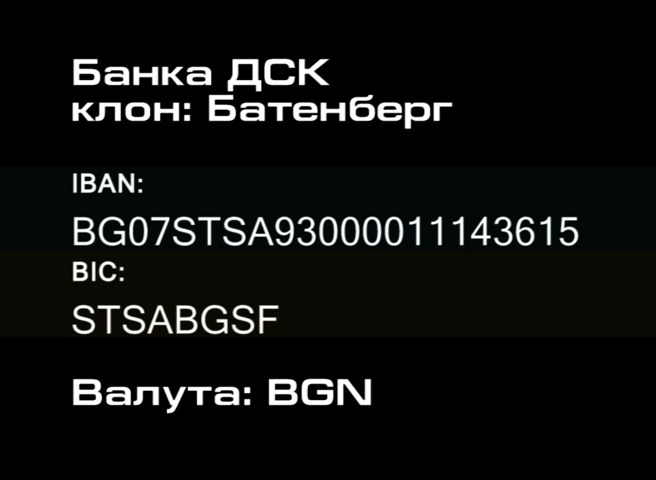 Банка ДСК
клон: Батенберг
IBAN:
BG07STSA93000011143615
BIC:
STSABGSF
Валута: BGN